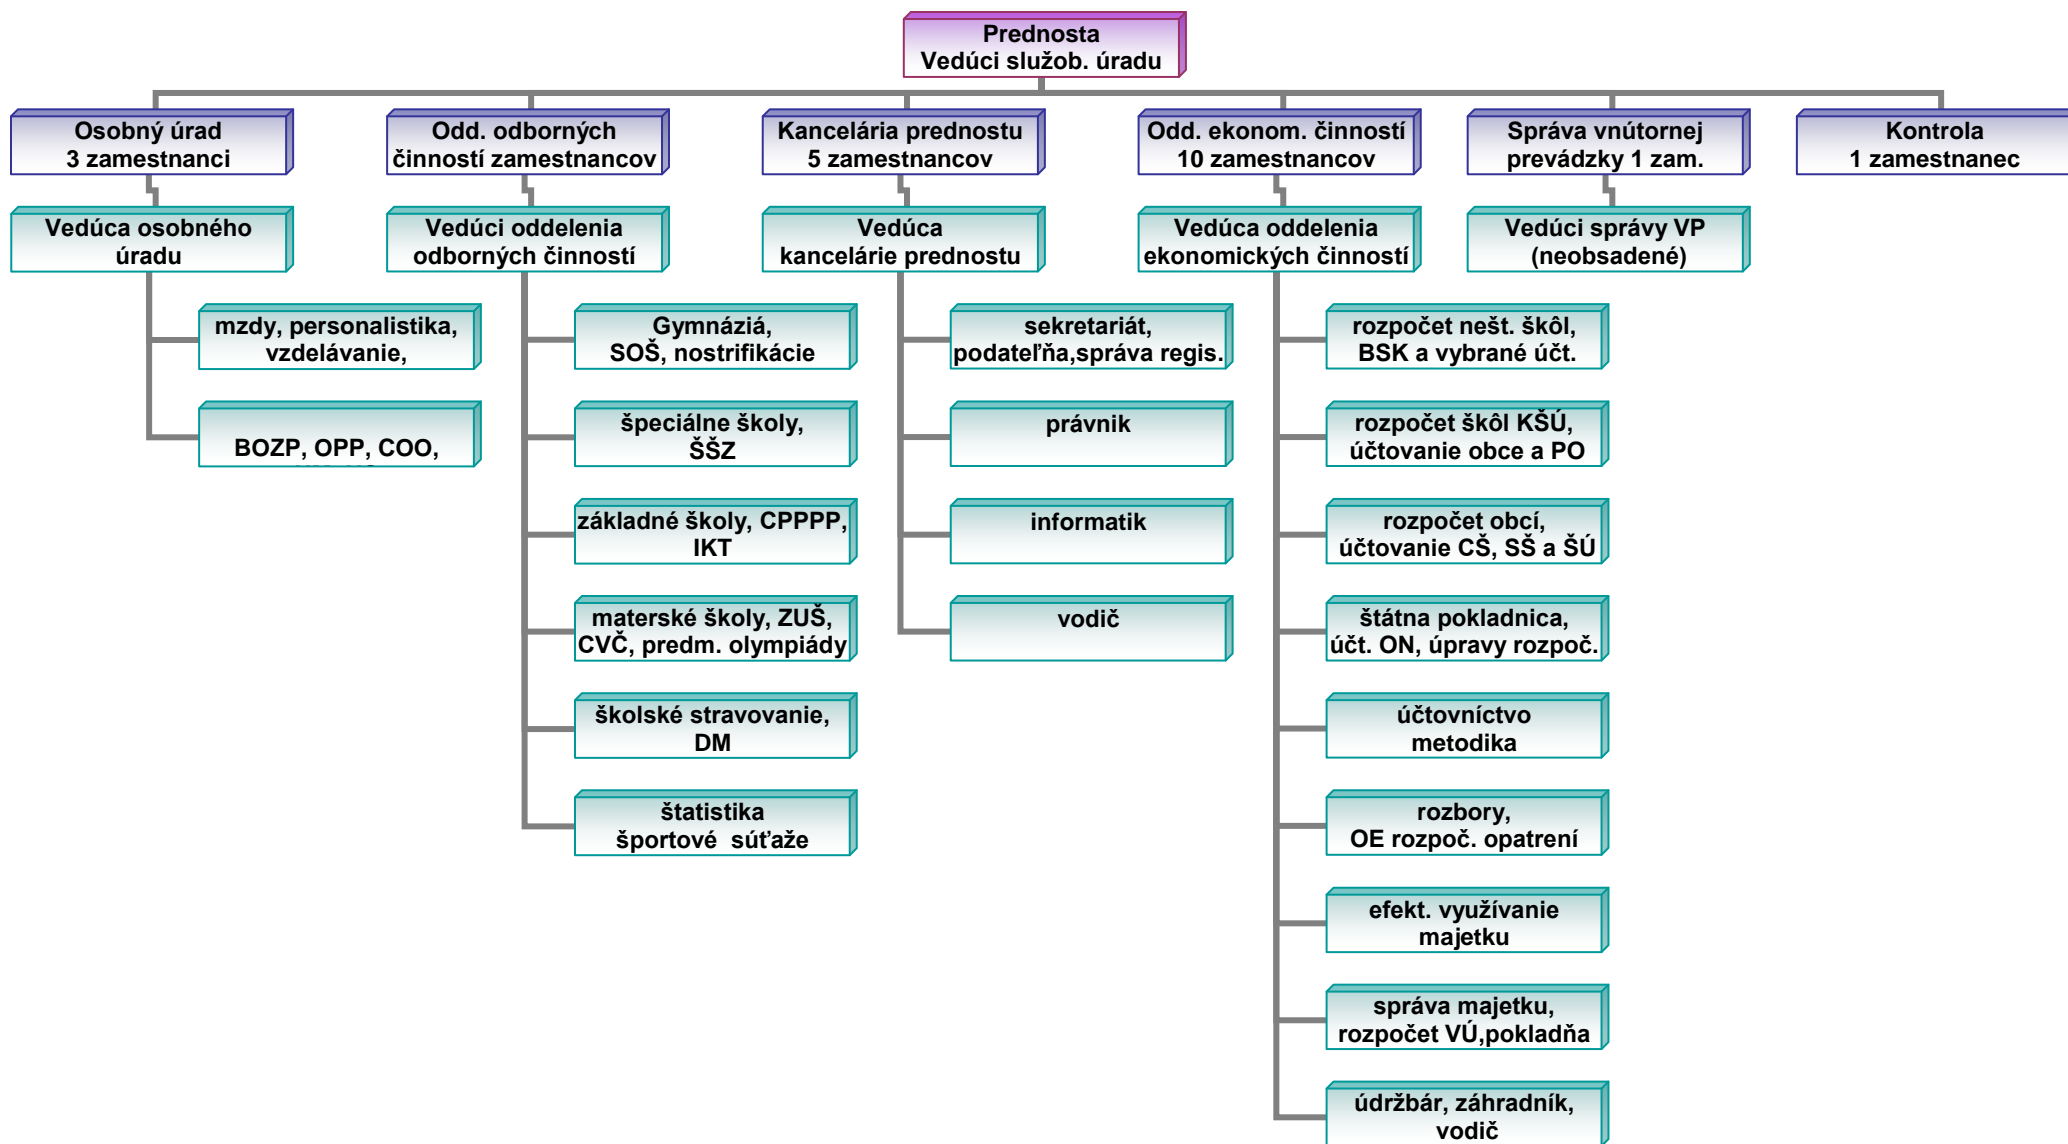 Prednosta
Vedúci služob. úradu
Osobný úrad
3 zamestnanci
Odd. odborných
činností zamestnancov
Kancelária prednostu
5 zamestnancov
Odd. ekonom. činností
10 zamestnancov
Správa vnútornej
prevádzky 1 zam.
Kontrola
1 zamestnanec
Vedúca osobného
úradu
Vedúci oddelenia
odborných činností
Vedúca
kancelárie prednostu
Vedúca oddelenia
ekonomických činností
Vedúci správy VP
(neobsadené)
mzdy, personalistika,
vzdelávanie,
BOZP, OPP, COO,
Gymnáziá,
SOŠ, nostrifikácie
špeciálne školy,
ŠŠZ
základné školy, CPPPP,
IKT
materské školy, ZUŠ,
CVČ, predm. olympiády
školské stravovanie,
DM
štatistika
športové  súťaže
sekretariát,
podateľňa,správa regis.
právnik
informatik
vodič
rozpočet nešt. škôl,
BSK a vybrané účt.
rozpočet škôl KŠÚ,
účtovanie obce a PO
rozpočet obcí,
účtovanie CŠ, SŠ a ŠÚ
štátna pokladnica,
účt. ON, úpravy rozpoč.
účtovníctvo
metodika
rozbory,
OE rozpoč. opatrení
efekt. využívanie
majetku
správa majetku,
rozpočet VÚ,pokladňa
údržbár, záhradník,
vodič